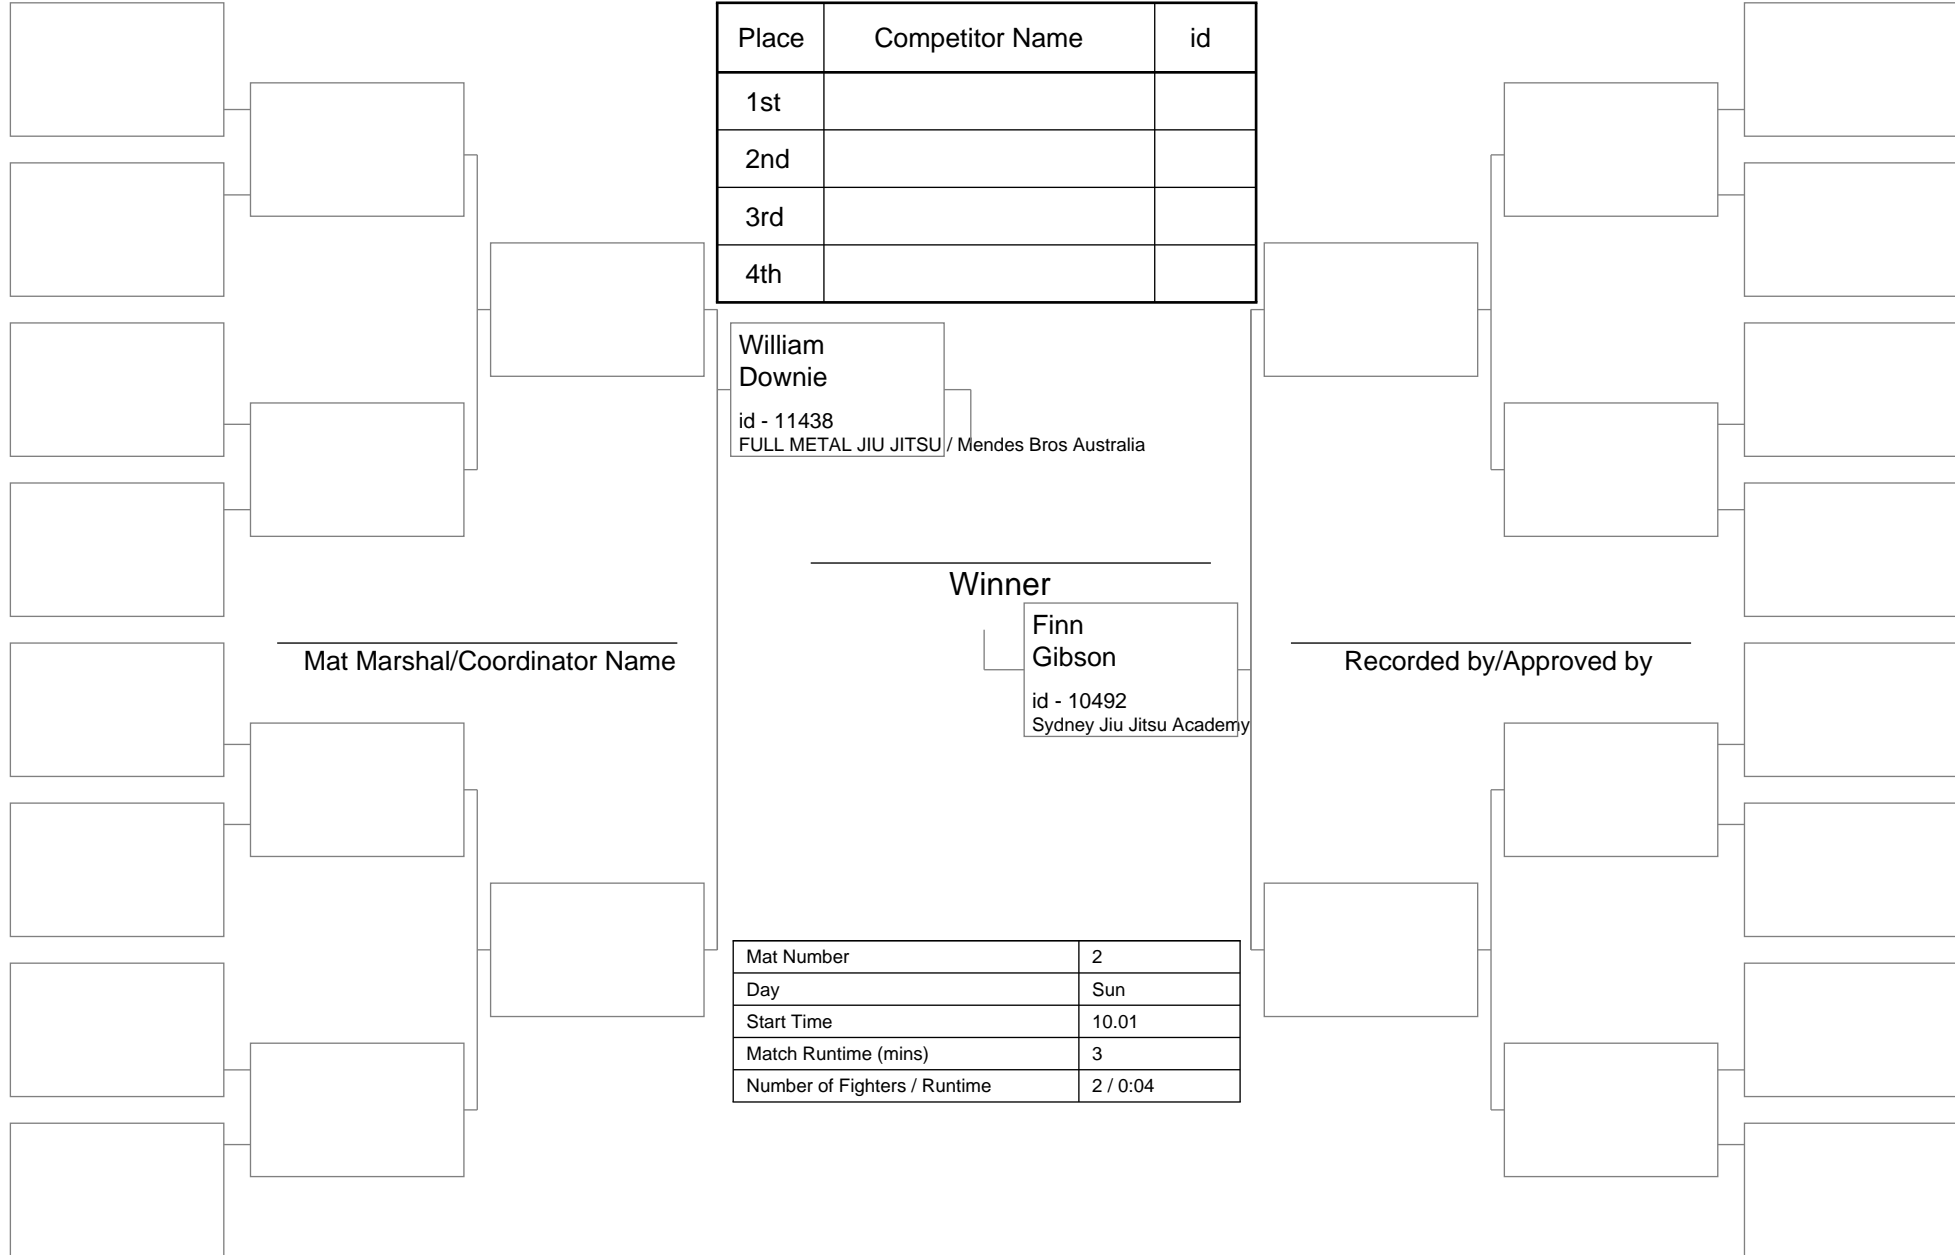 Place Competitor Name id
1st
2nd
3rd
4th
William
Downie
id - 11438
FULL METAL JIU JITSU / Mendes Bros Australia
Winner
Finn
Gibson
id - 10492
Sydney Jiu Jitsu Academy
Mat Marshal/Coordinator Name
Recorded by/Approved by
Mat Number 2
Day Sun
Start Time 10.01
Match Runtime (mins) 3
Number of Fighters / Runtime 2 / 0:04